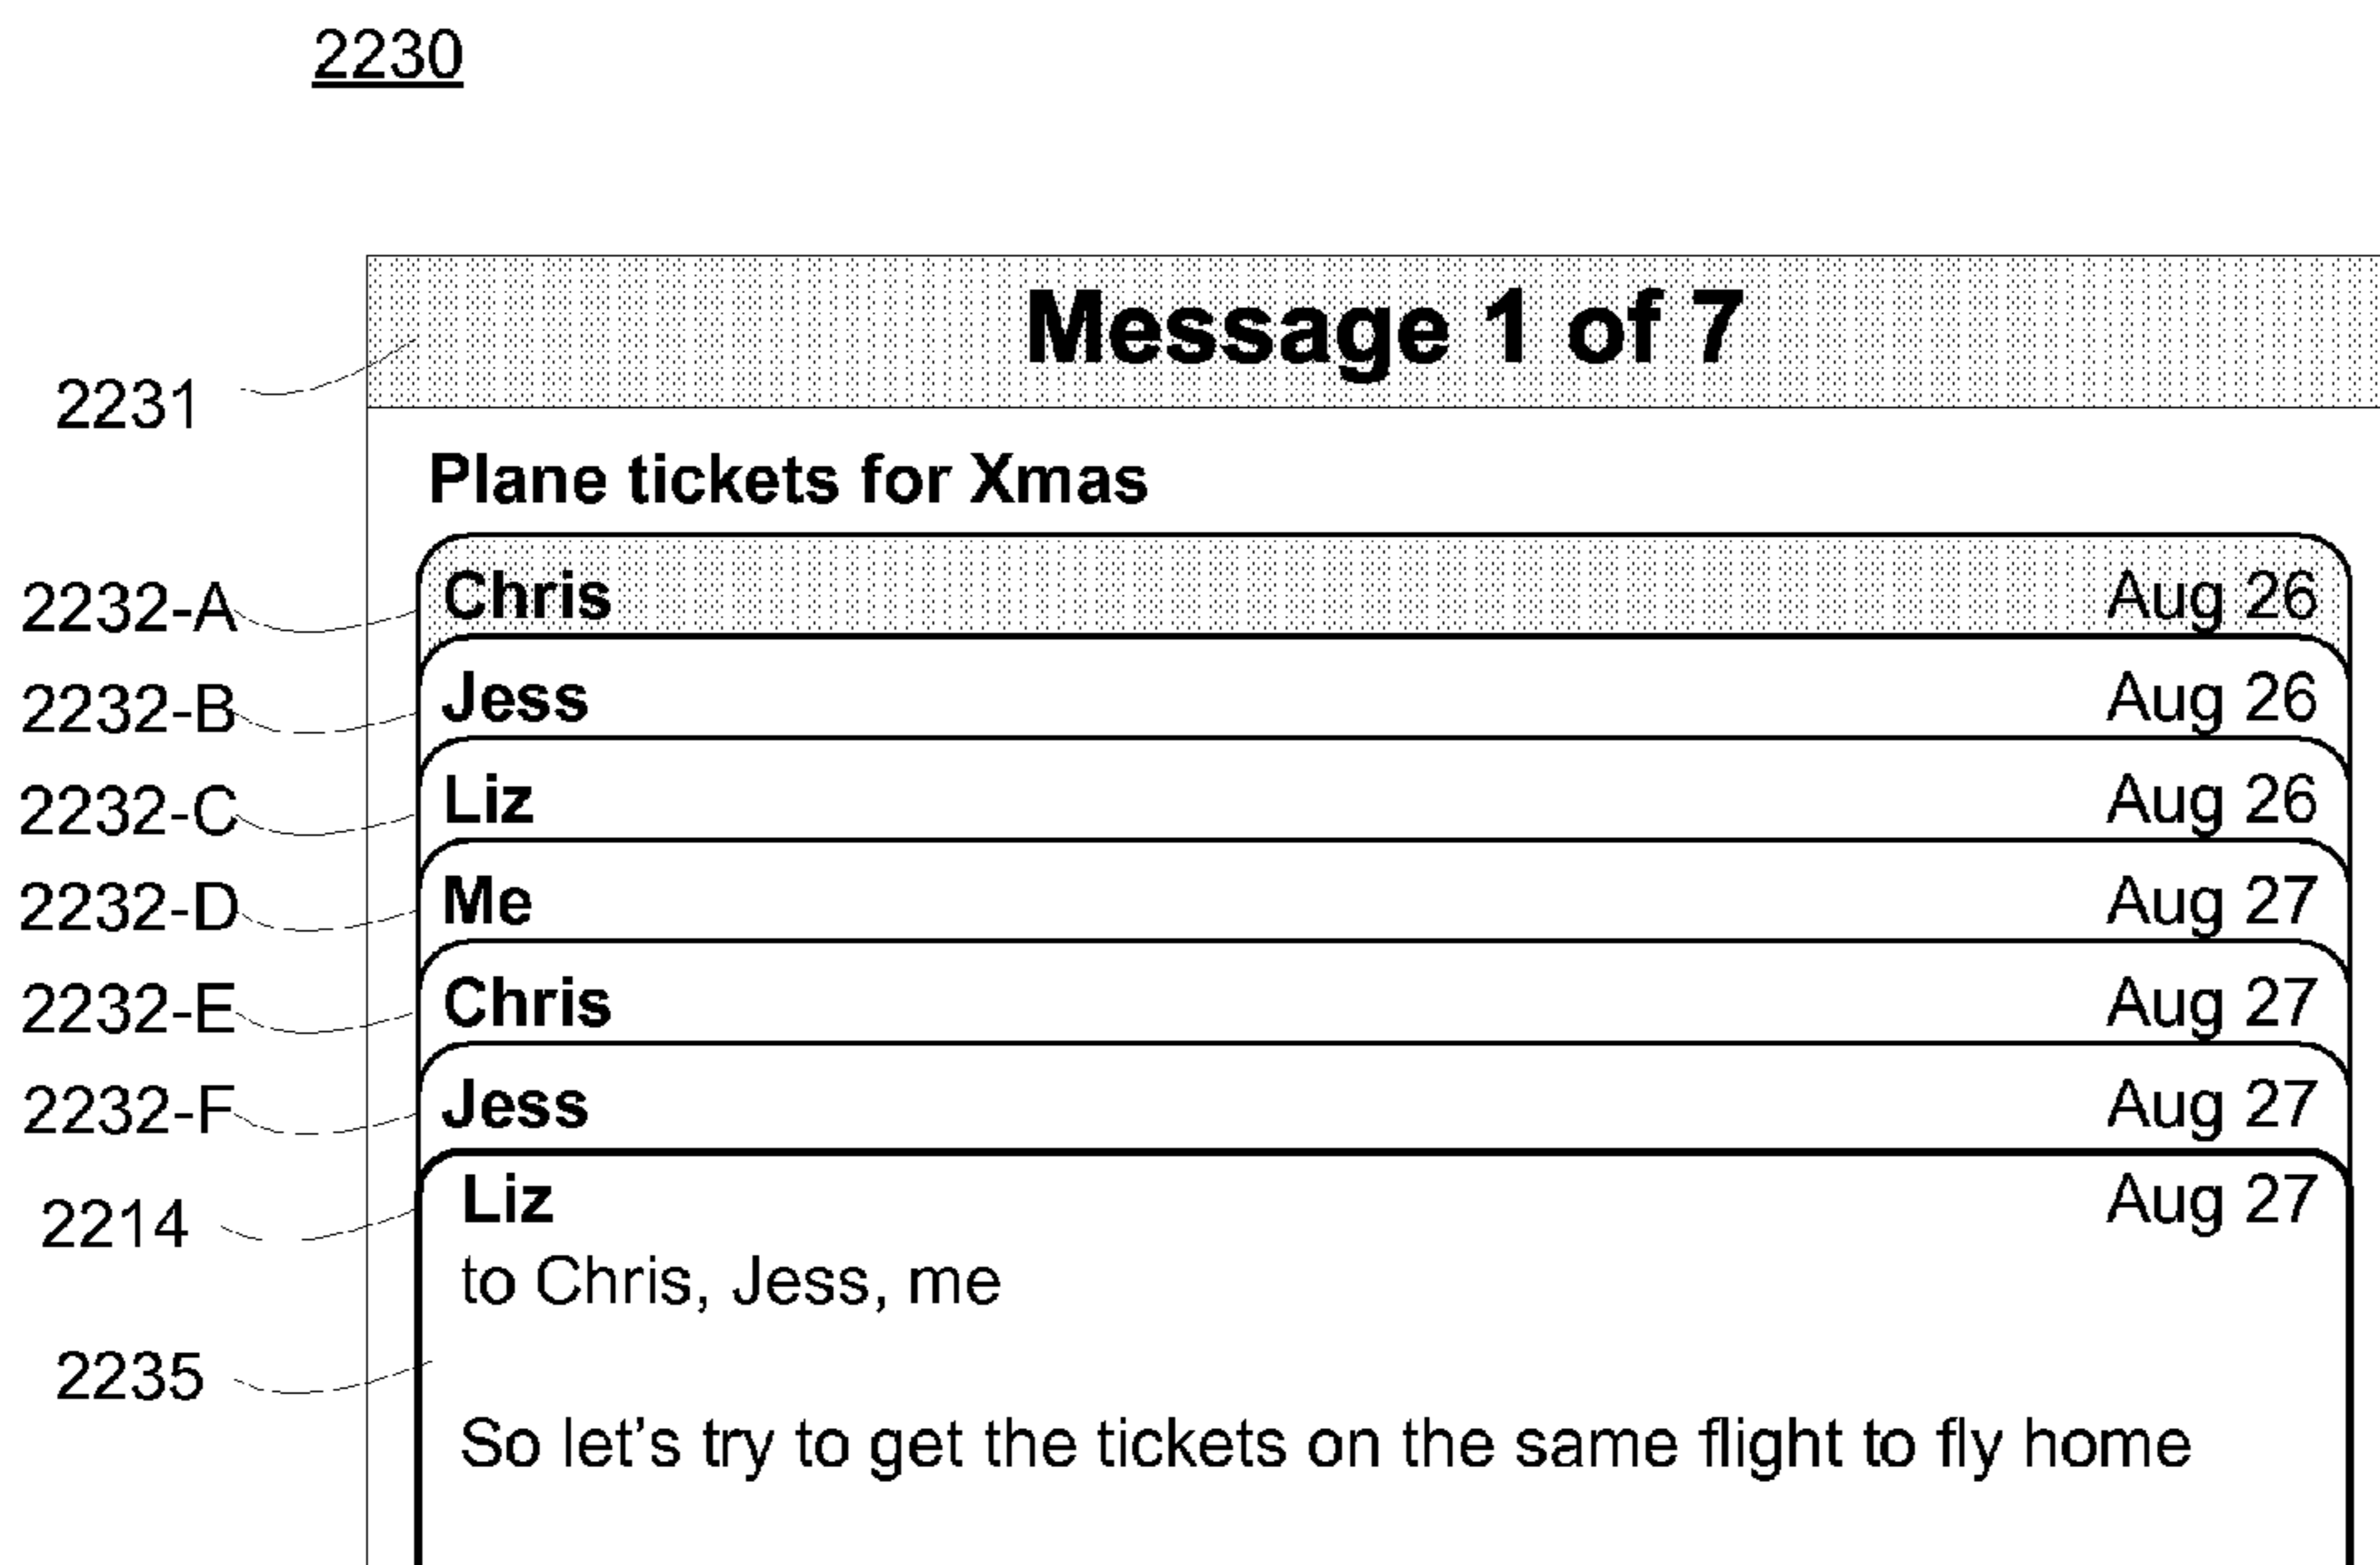 2230
Message 1 of 7
2231
Plane tickets for Xmas
2232-A Chris Aug 26
2232-B Jess Aug 26
2232-C Liz Aug 26
2232-D Me Aug 27
2232-E Chris Aug 27
2232-F Jess Aug 27
2214 Liz Aug 27
to Chris, Jess, me
2235
So let's try to get the tickets on the same flight to fly home